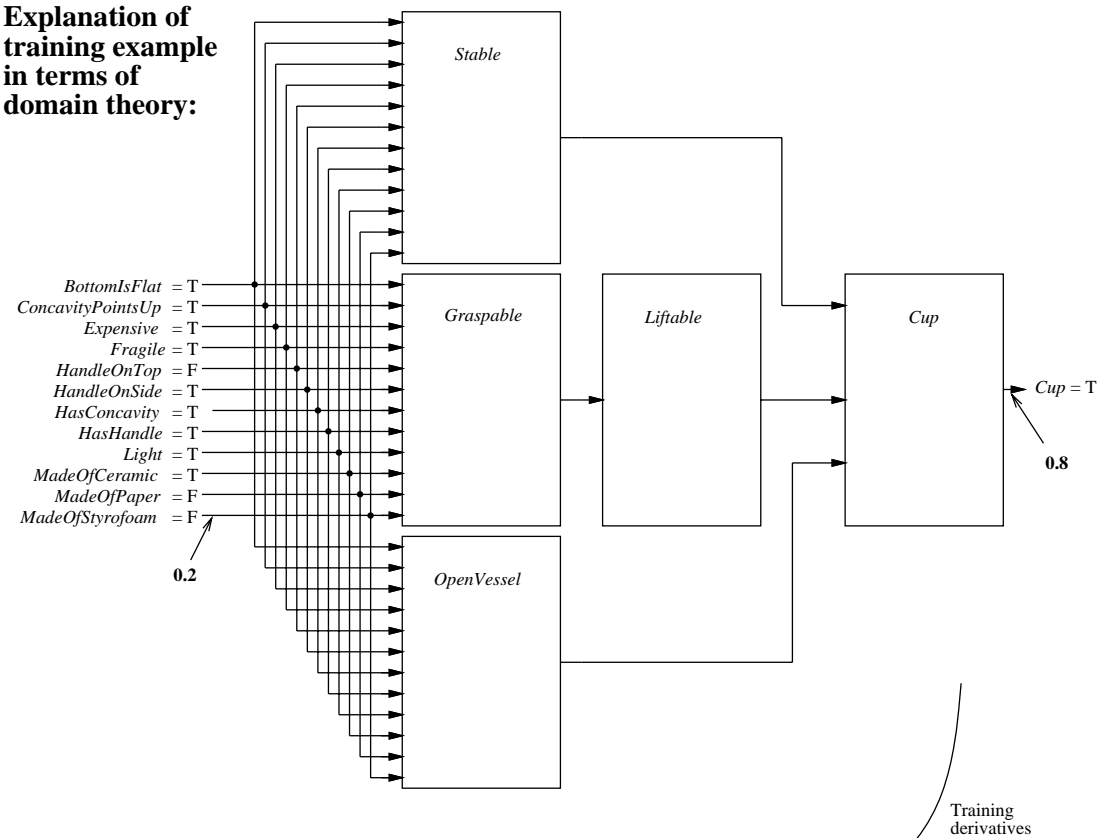 Explanation of
training example
in terms of
domain theory:
Stable
BottomIsFlat = T
ConcavityPointsUp = T
Expensive = T
Fragile = T
HandleOnTop = F
HandleOnSide = T
HasConcavity = T
HasHandle = T
Light = T
MadeOfCeramic = T
MadeOfPaper = F
MadeOfStyrofoam = F
0.2
Graspable
Liftable
Cup
Cup = T
0.8
OpenVessel
Training
derivatives